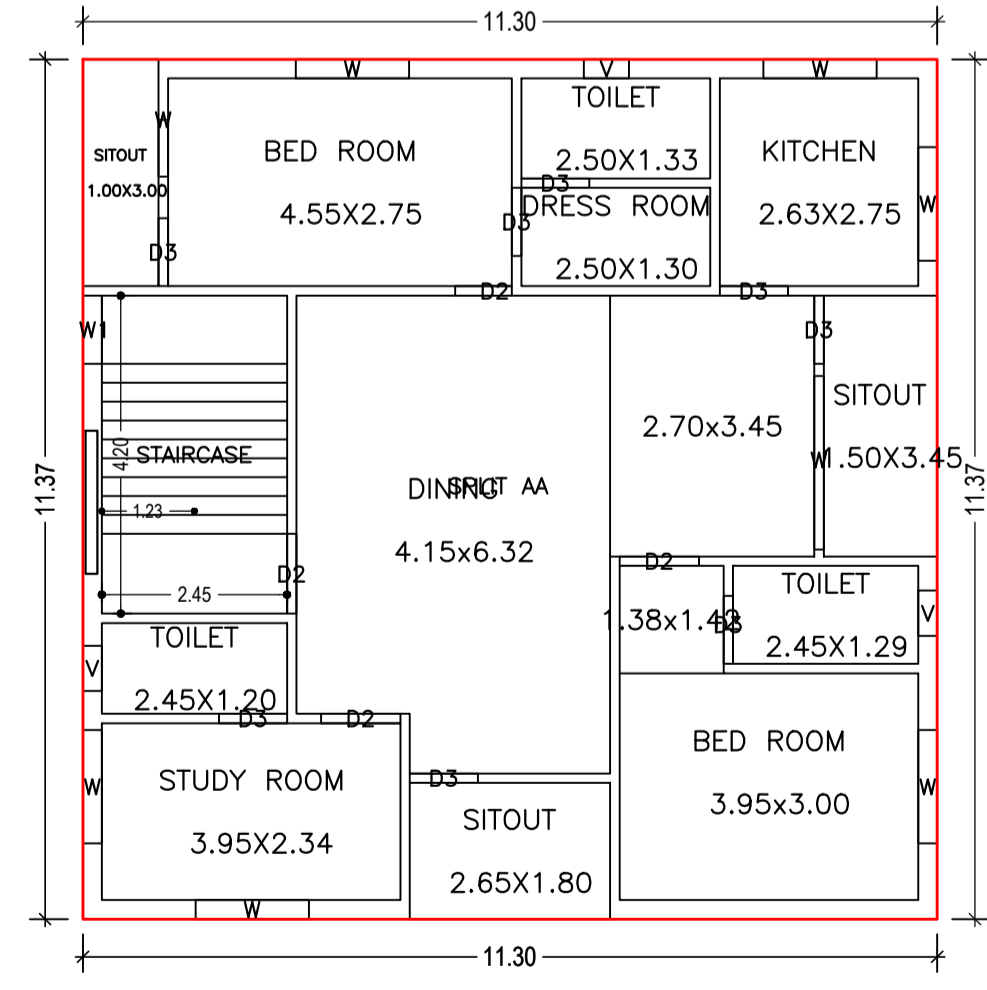 11.30
W
V
W
TOILET
W
SITOUT
1.00X3.00
BED ROOM
4.55X2.75
2.50X1.33
KITCHEN
2.63X2.75
D3
DRESS ROOM
D3
W
D3
2.50X1.30
D2
D3
W1
D3
SITOUT
2.70x3.45
W
1.50X3.45
4.20
STAIRCASE
DINING
SPLIT AA
11.37
11.37
1.23
4.15x6.32
D2
D2
TOILET
2.45
1.38x1.42
D3
V
TOILET
2.45X1.29
V
2.45X1.20
D3
D2
BED ROOM
3.95x3.00
W
STUDY ROOM
3.95X2.34
D3
W
SITOUT
2.65X1.80
W
11.30